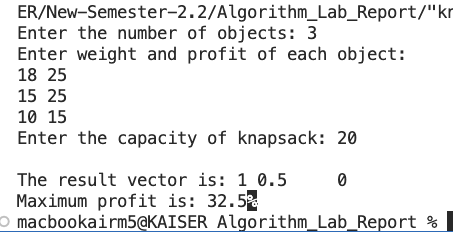 ER/New-Semester-2.2/Algorithm_Lab_Report/"kn
Enter the number of objects: 3
Enter weight and profit of each object:
18 25
15 25
10 15
Enter the capacity of knapsack: 20
The result vector is: 1 0.5     0
Maximum profit is: 32.5%
macbookairm5@KAISER Algorithm_Lab_Report %